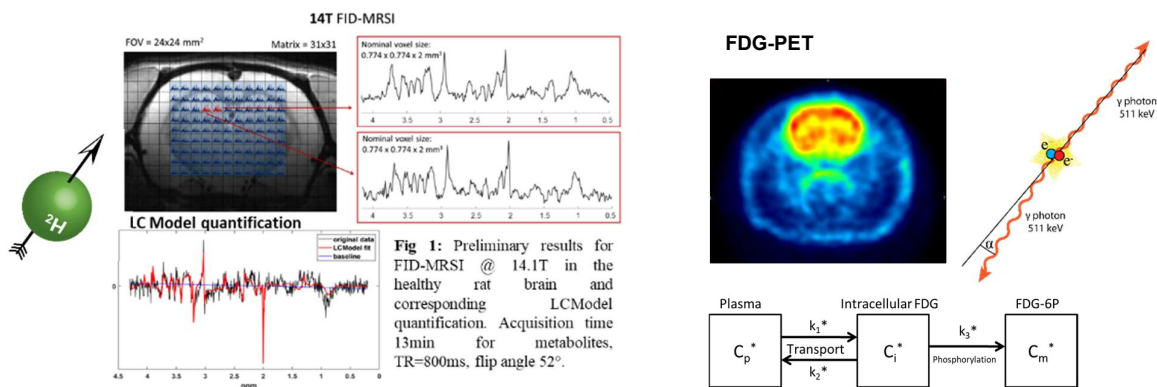 14T FID-MRSI
FOV = 24x24 mm²
Matrix = 31x31
Nominal voxel size:
0.774 x 0.774 x 2 mm³
4 3.5 3 2.5 2 1.5 1 0.5
Nominal voxel size:
0.774 x 0.774 x 2 mm³
4 3.5 3 2.5 2 1.5 1 0.5
²H
LC Model quantification
original data
LCModel fit
baseline
0
0
4.5 4 3.5 3 2.5 2 1.5 1 0.5 0
ppm
Fig 1: Preliminary results for
FID-MRSI @ 14.1T in the
healthy rat brain and
corresponding LCModel
quantification. Acquisition time
13min for metabolites,
TR=800ms, flip angle 52°.
FDG-PET
γ photon
511 keV
e
e-
γ photon
511 keV
α
Plasma
Intracellular FDG
FDG-6P
Cp*
k1*
Transport
k2*
Ci*
k3*
Phosphorylation
Cm*